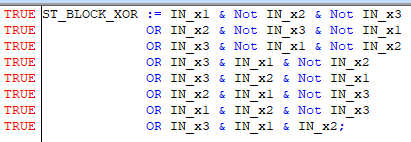 TRUE ST_BLOCK_XOR := IN_x1 & Not IN_x2 & Not IN_x3
TRUE OR IN_x2 & Not IN_x3 & Not IN_x1
TRUE OR IN_x3 & Not IN_x1 & Not IN_x2
TRUE OR IN_x3 & IN_x1 & Not IN_x2
TRUE OR IN_x3 & IN_x2 & Not IN_x1
TRUE OR IN_x2 & IN_x1 & Not IN_x3
TRUE OR IN_x1 & IN_x2 & Not IN_x3
TRUE OR IN_x3 & IN_x1 & IN_x2;